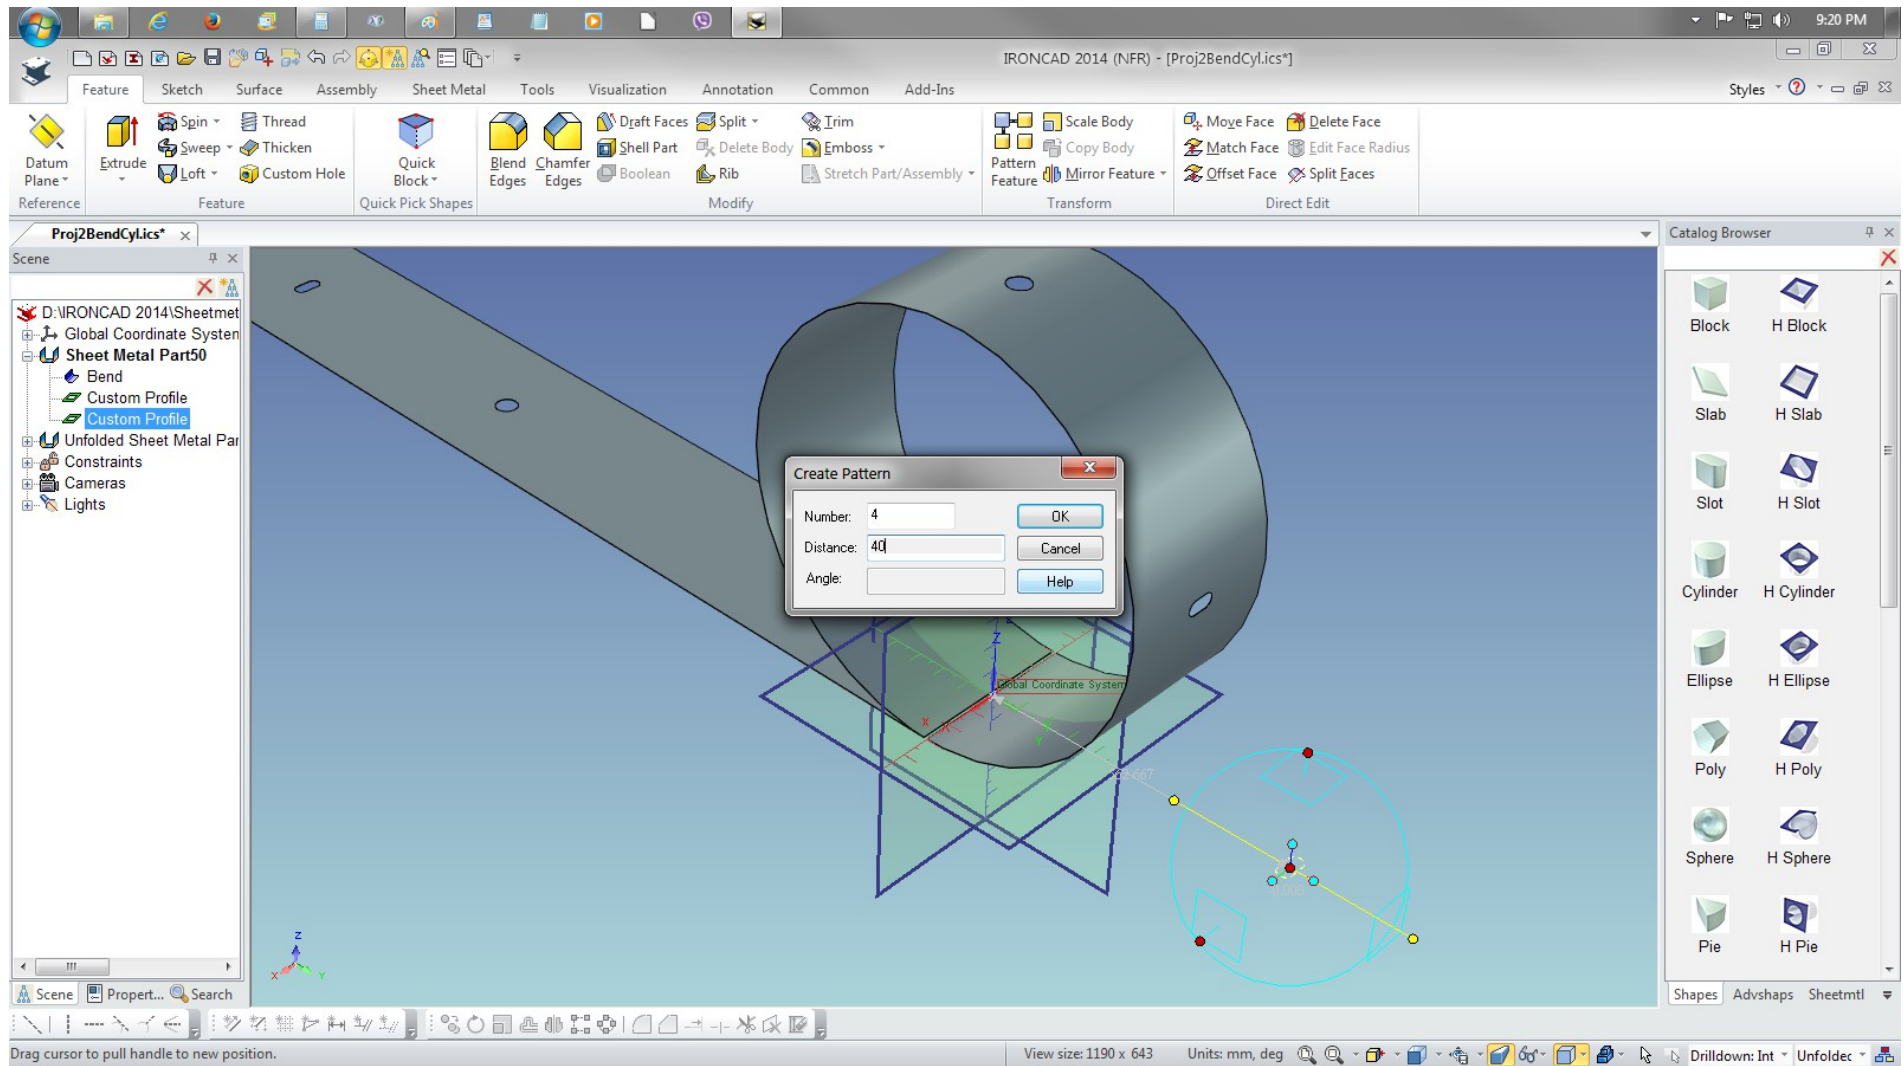 9:20 PM
IRONCAD 2014 (NFR) - [Proj2BendCyl.ics*]
Feature Sketch Surface Assembly Sheet Metal Tools Visualization Annotation Common Add-Ins Styles
Datum Plane
Extrude
Spin
Sweep
Loft
Thread
Thicken
Custom Hole
Quick Block
Blend Edges
Chamfer Edges
Draft Faces
Shell Part
Boolean
Split
Delete Body
Rib
Trim
Emboss
Stretch Part/Assembly
Pattern Feature
Scale Body
Copy Body
Mirror Feature
Move Face
Match Face
Offset Face
Delete Face
Edit Face Radius
Split Faces
Reference Feature Quick Pick Shapes Modify Transform Direct Edit
Proj2BendCyl.ics*
Scene
D:\IRONCAD 2014\Sheetmet
Global Coordinate System
Sheet Metal Part50
Bend
Custom Profile
Custom Profile
Unfolded Sheet Metal Par
Constraints
Cameras
Lights
Scene Propert... Search
Create Pattern
Number: 4
Distance: 40
Angle:
OK
Cancel
Help
Z
Global Coordinate System
X
X
Y
Y
Z
X
Y
Catalog Browser
Block H Block
Slab H Slab
Slot H Slot
Cylinder H Cylinder
Ellipse H Ellipse
Poly H Poly
Sphere H Sphere
Pie H Pie
Shapes Advshaps Sheetmtl
Drag cursor to pull handle to new position.
View size: 1190 x 643 Units: mm, deg
Drilldown: Int Unfoldec